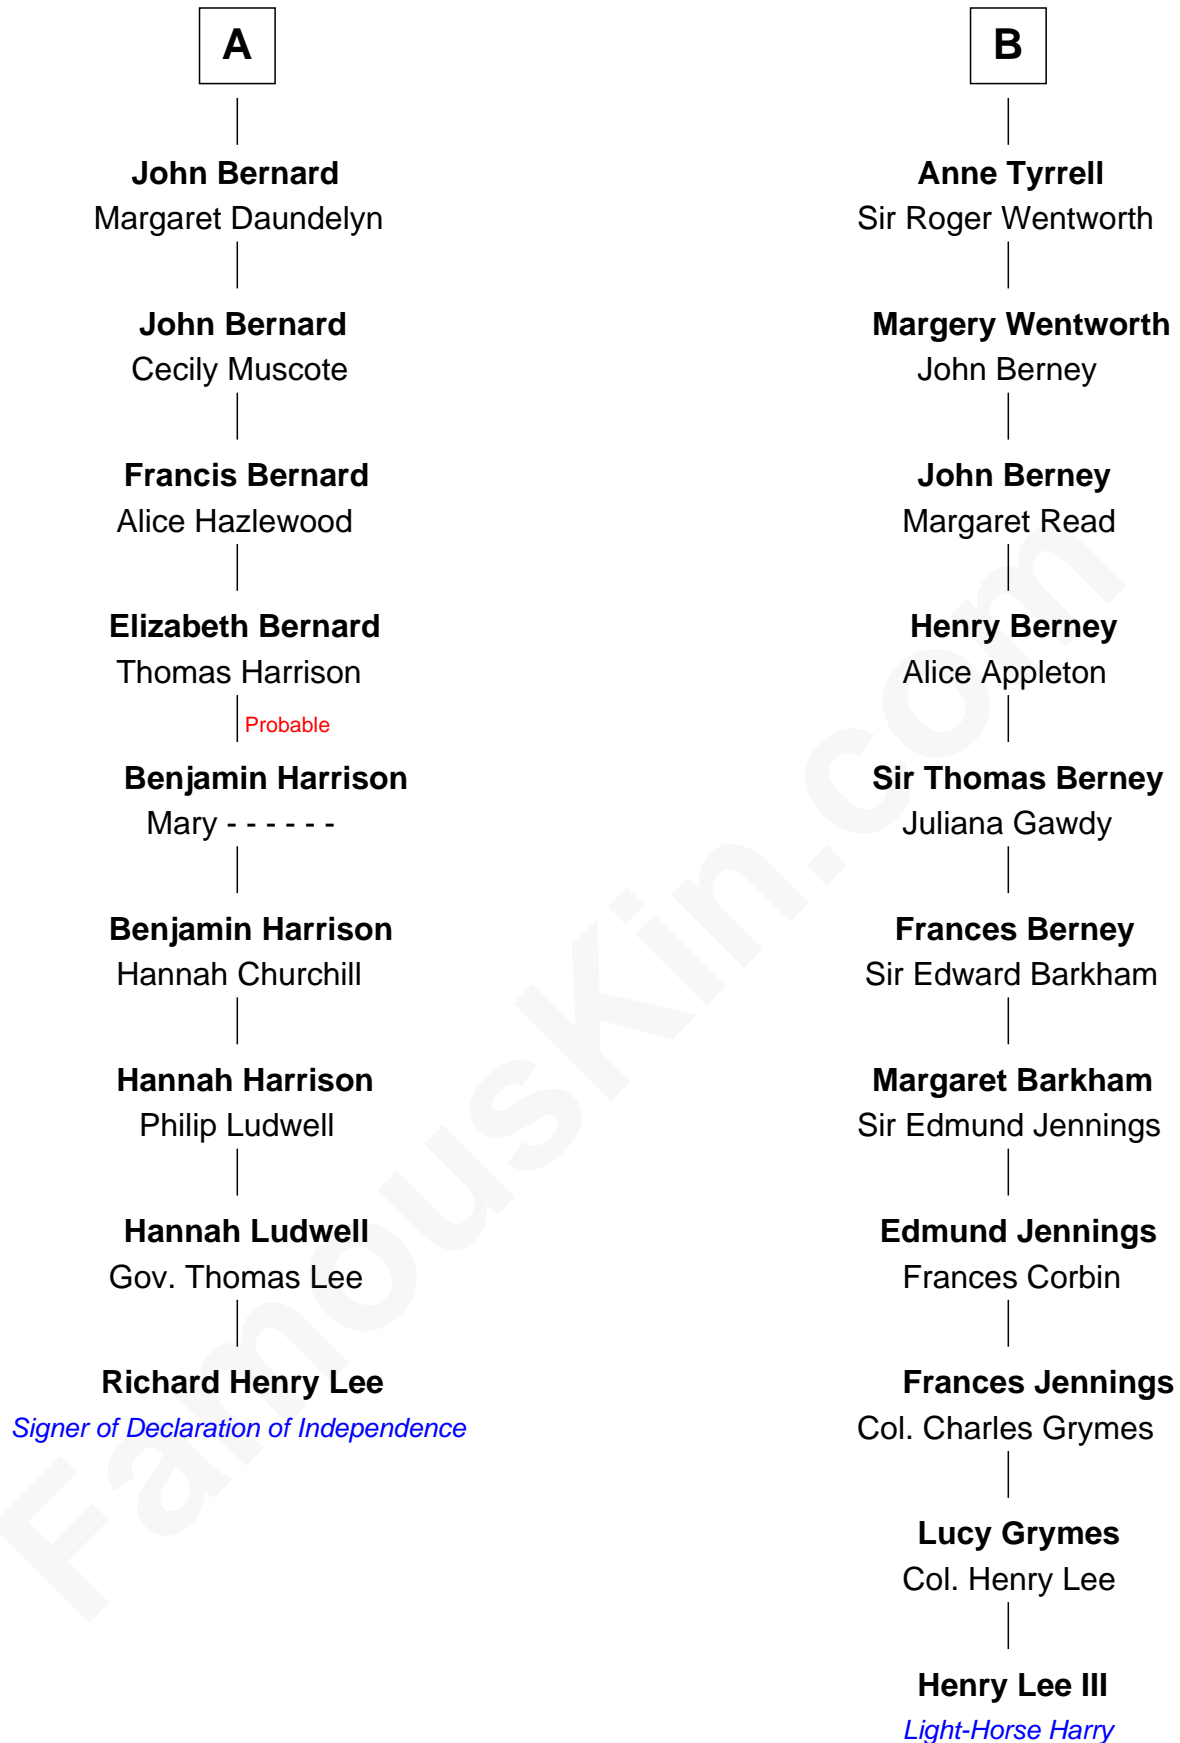 A
John Bernard
Margaret Daundelyn
John Bernard
Cecily Muscote
Francis Bernard
Alice Hazlewood
Elizabeth Bernard
Thomas Harrison
Probable
Benjamin Harrison
Mary - - - - - -
Benjamin Harrison
Hannah Churchill
Hannah Harrison
Philip Ludwell
Hannah Ludwell
Gov. Thomas Lee
Richard Henry Lee
Signer of Declaration of Independence
B
Anne Tyrrell
Sir Roger Wentworth
Margery Wentworth
John Berney
John Berney
Margaret Read
Henry Berney
Alice Appleton
Sir Thomas Berney
Juliana Gawdy
Frances Berney
Sir Edward Barkham
Margaret Barkham
Sir Edmund Jennings
Edmund Jennings
Frances Corbin
Frances Jennings
Col. Charles Grymes
Lucy Grymes
Col. Henry Lee
Henry Lee III
Light-Horse Harry
FamousKin.com